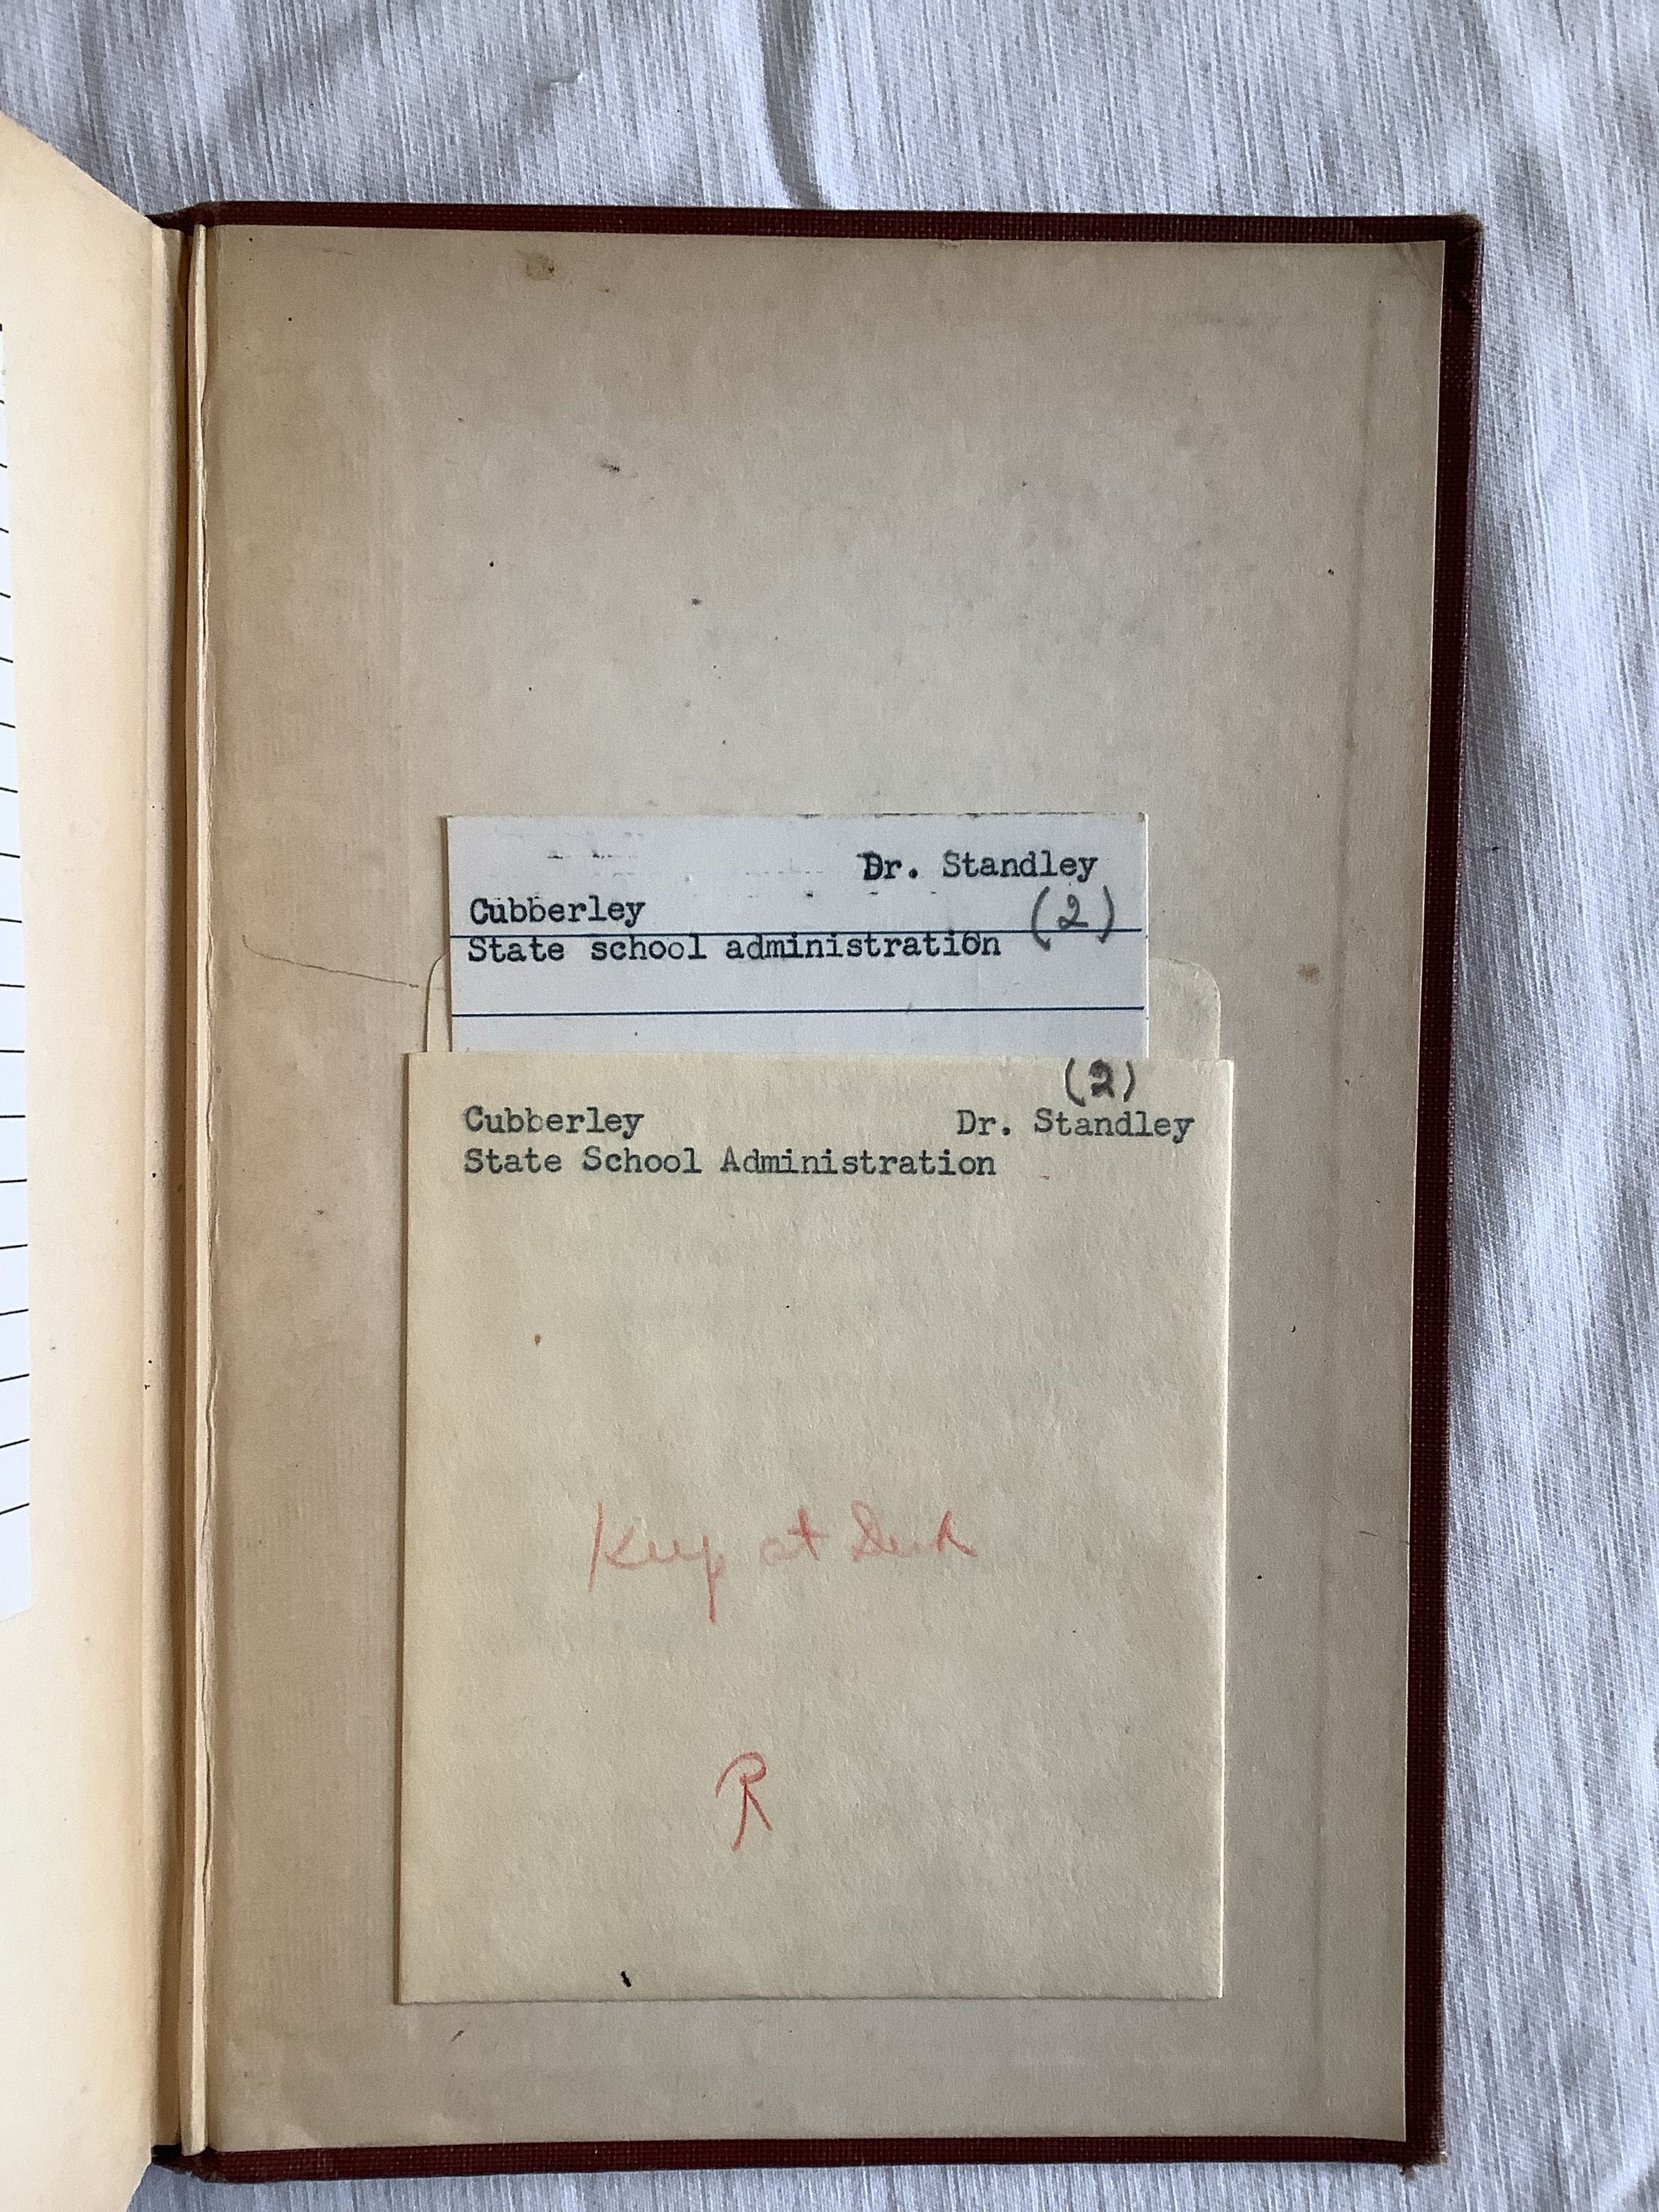 Dr. Standley
Cubberley (2)
State school administration
(2)
Cubberley Dr. Standley
State School Administration
Keep at Desk
R